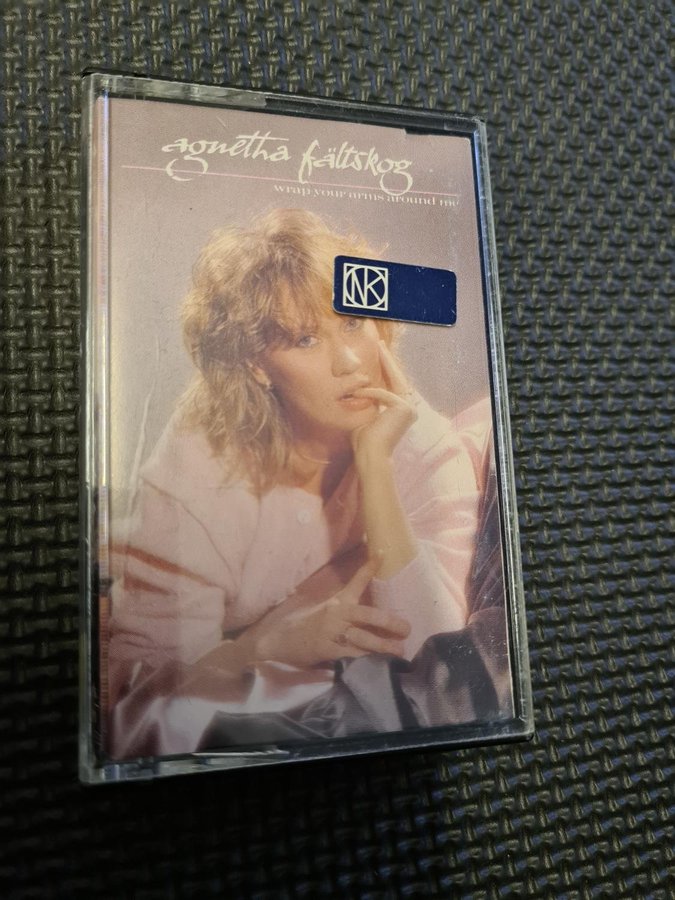 agnetha fältskog
wrap your arms around me
NK